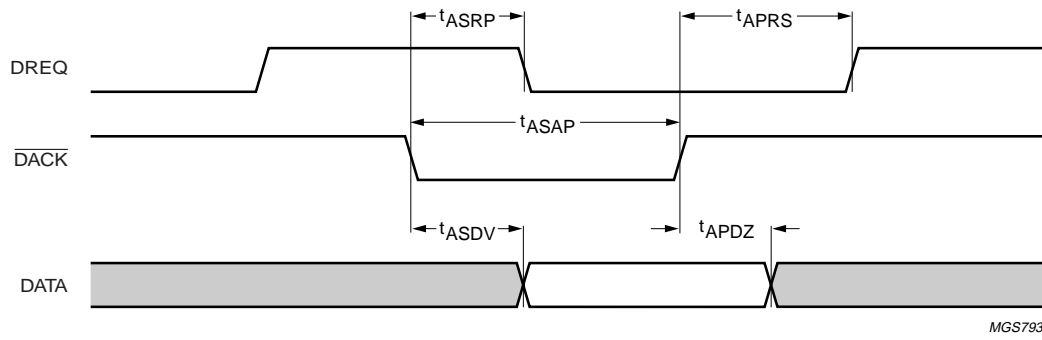 tASRP
tAPRS
DREQ
tASAP
DACK
tASDV
tAPDZ
DATA
MGS793